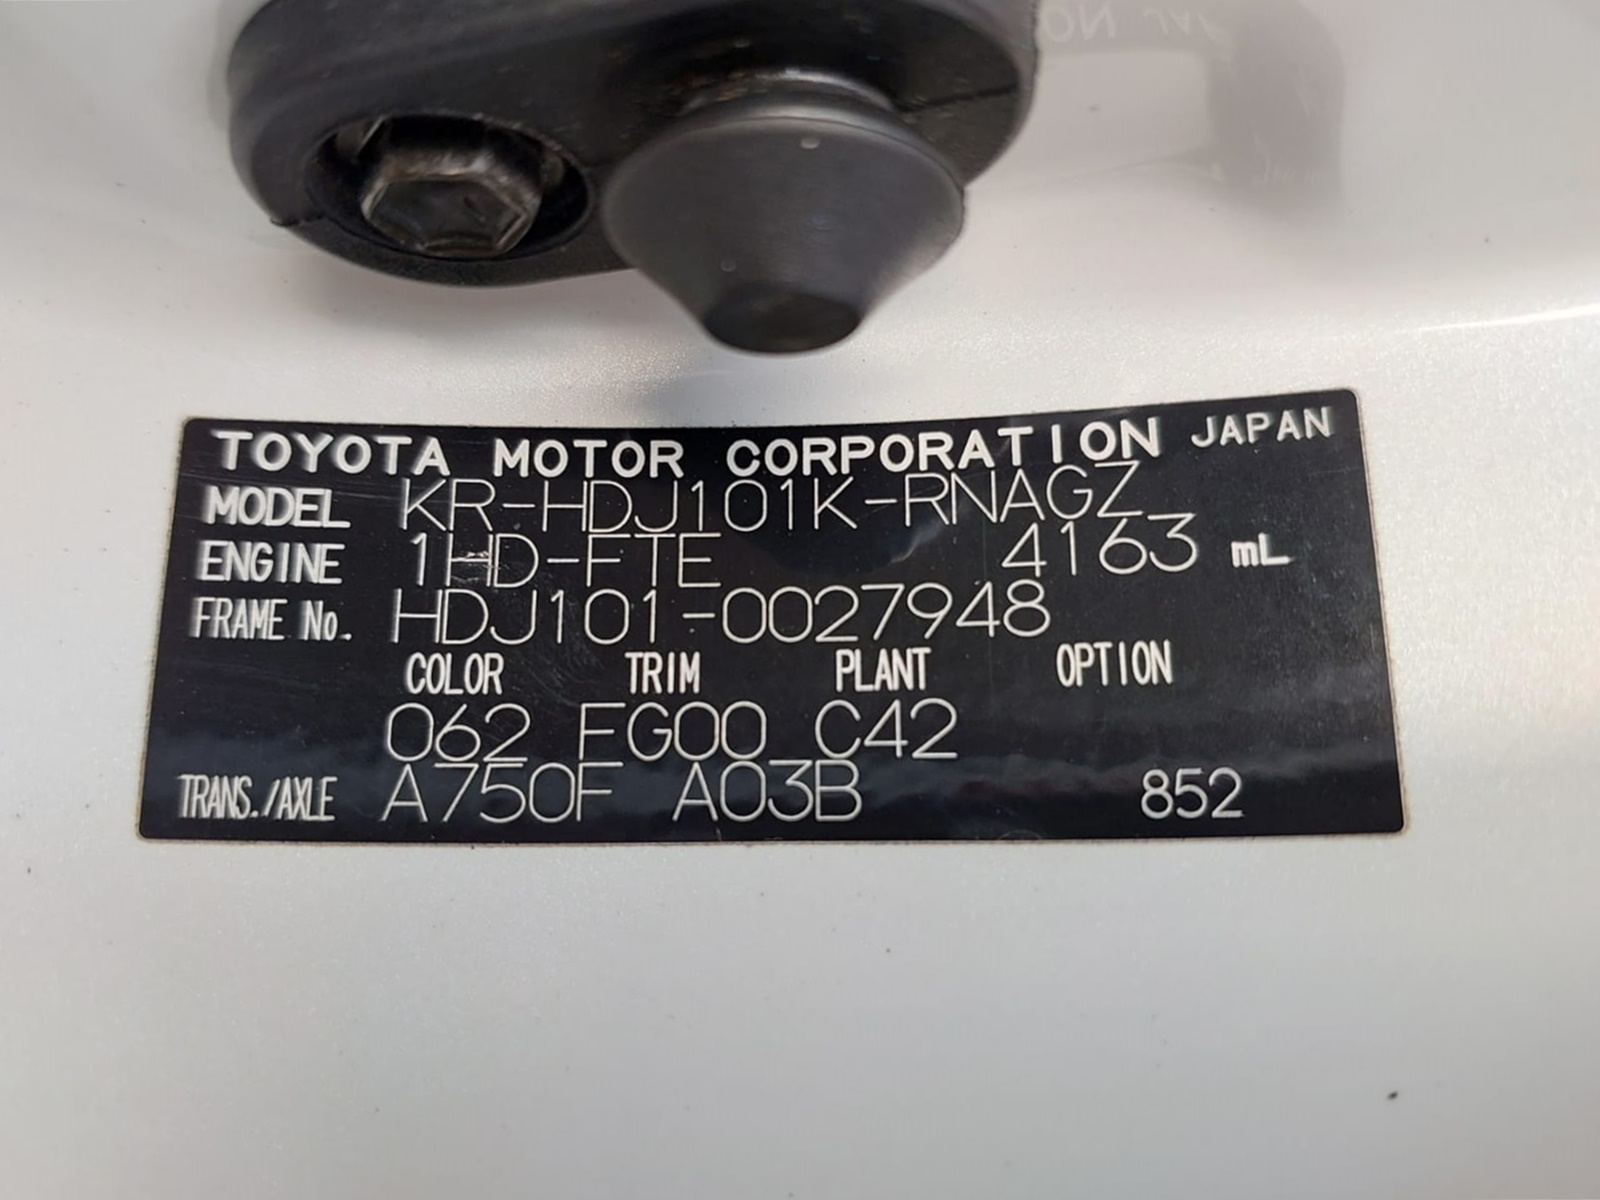 TOYOTA MOTOR CORPORATION JAPAN
MODEL KR-HDJ101K-RNAGZ
ENGINE 1HD-FTE 4163 mL
FRAME No. HDJ101-0027948
COLOR TRIM PLANT OPTION
062 FG00 C42
TRANS./AXLE A750F A03B 852